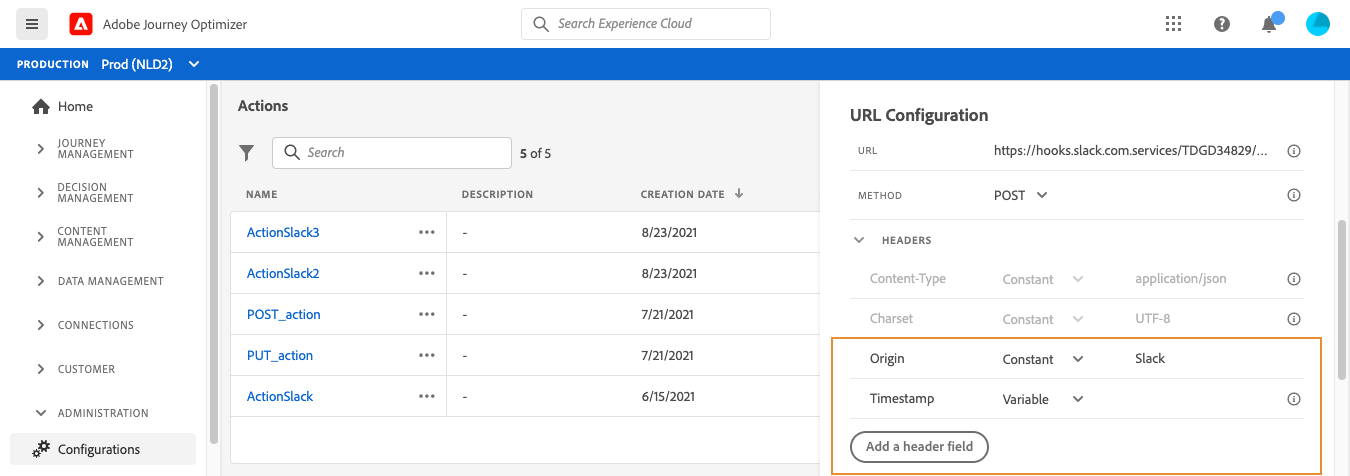 Adobe Journey Optimizer
Search Experience Cloud
PRODUCTION Prod (NLD2)
Home
JOURNEY
MANAGEMENT
DECISION
MANAGEMENT
CONTENT
MANAGEMENT
DATA MANAGEMENT
CONNECTIONS
CUSTOMER
ADMINISTRATION
Configurations
Actions
Search
5 of 5
NAME DESCRIPTION CREATION DATE
ActionSlack3 - 8/23/2021
ActionSlack2 - 8/23/2021
POST_action - 7/21/2021
PUT_action - 7/21/2021
ActionSlack - 6/15/2021
URL Configuration
URL https://hooks.slack.com.services/TDGD34829/...
METHOD POST
HEADERS
Content-Type Constant application/json
Charset Constant UTF-8
Origin Constant Slack
Timestamp Variable
Add a header field